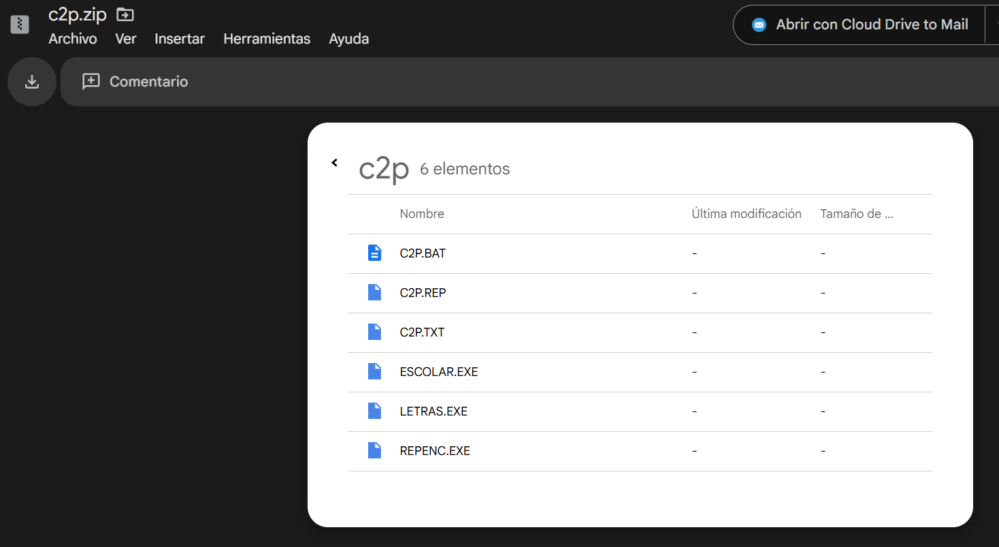 c2p.zip
Archivo Ver Insertar Herramientas Ayuda
Abrir con Cloud Drive to Mail
Comentario
c2p 6 elementos
Nombre Última modificación Tamaño de ...
C2P.BAT - -
C2P.REP - -
C2P.TXT - -
ESCOLAR.EXE - -
LETRAS.EXE - -
REPENC.EXE - -